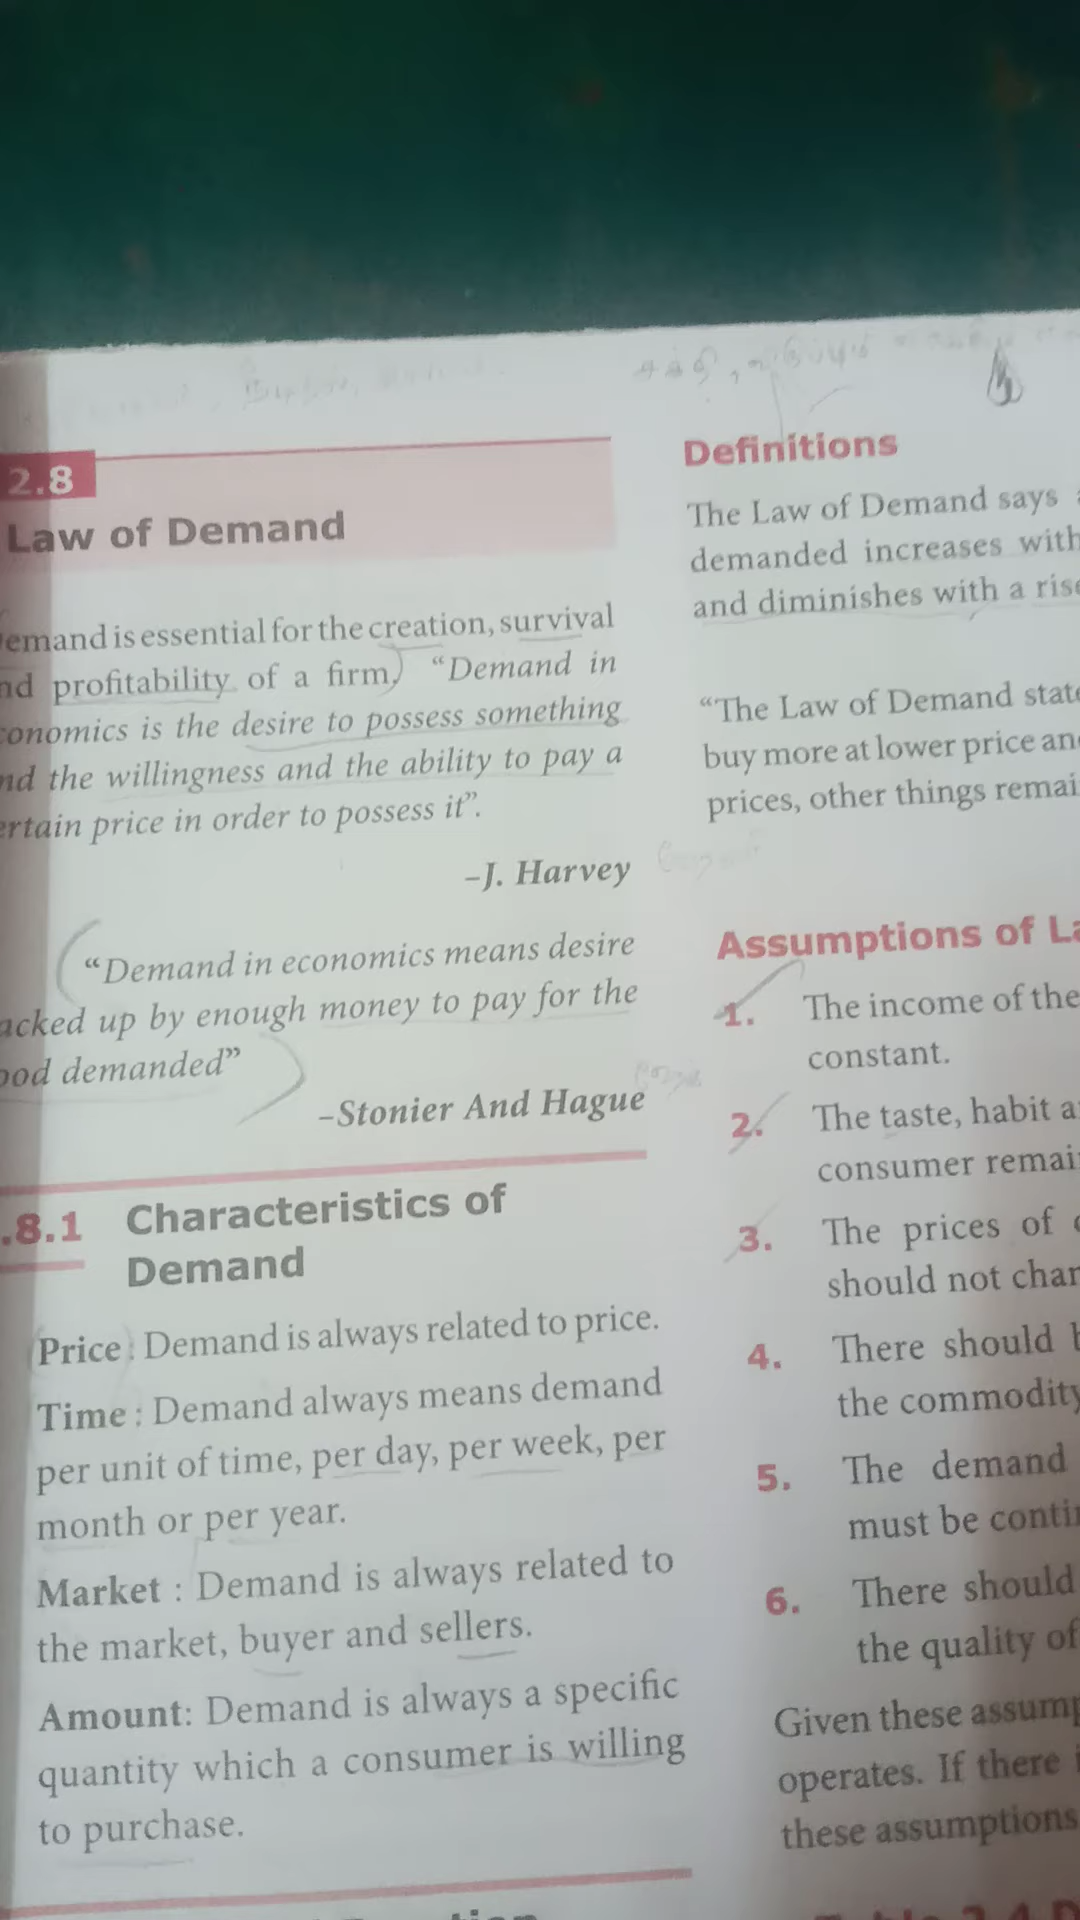 2.8
Law of Demand
emand is essential for the creation, survival
nd profitability of a firm, “Demand in
conomics is the desire to possess something
nd the willingness and the ability to pay a
ertain price in order to possess it”.
–J. Harvey
“Demand in economics means desire
acked up by enough money to pay for the
ood demanded”
–Stonier And Hague
.8.1 Characteristics of
Demand
Price : Demand is always related to price.
Time : Demand always means demand
per unit of time, per day, per week, per
month or per year.
Market : Demand is always related to
the market, buyer and sellers.
Amount: Demand is always a specific
quantity which a consumer is willing
to purchase.
Definitions
The Law of Demand says
demanded increases with
and diminishes with a rise
“The Law of Demand state
buy more at lower price and
prices, other things remai
Assumptions of La
1. The income of the
constant.
2. The taste, habit a
consumer remai
3. The prices of
should not chan
4. There should
the commodity
5. The demand
must be conti
6. There should
the quality of
Given these assump
operates. If there
these assumptions